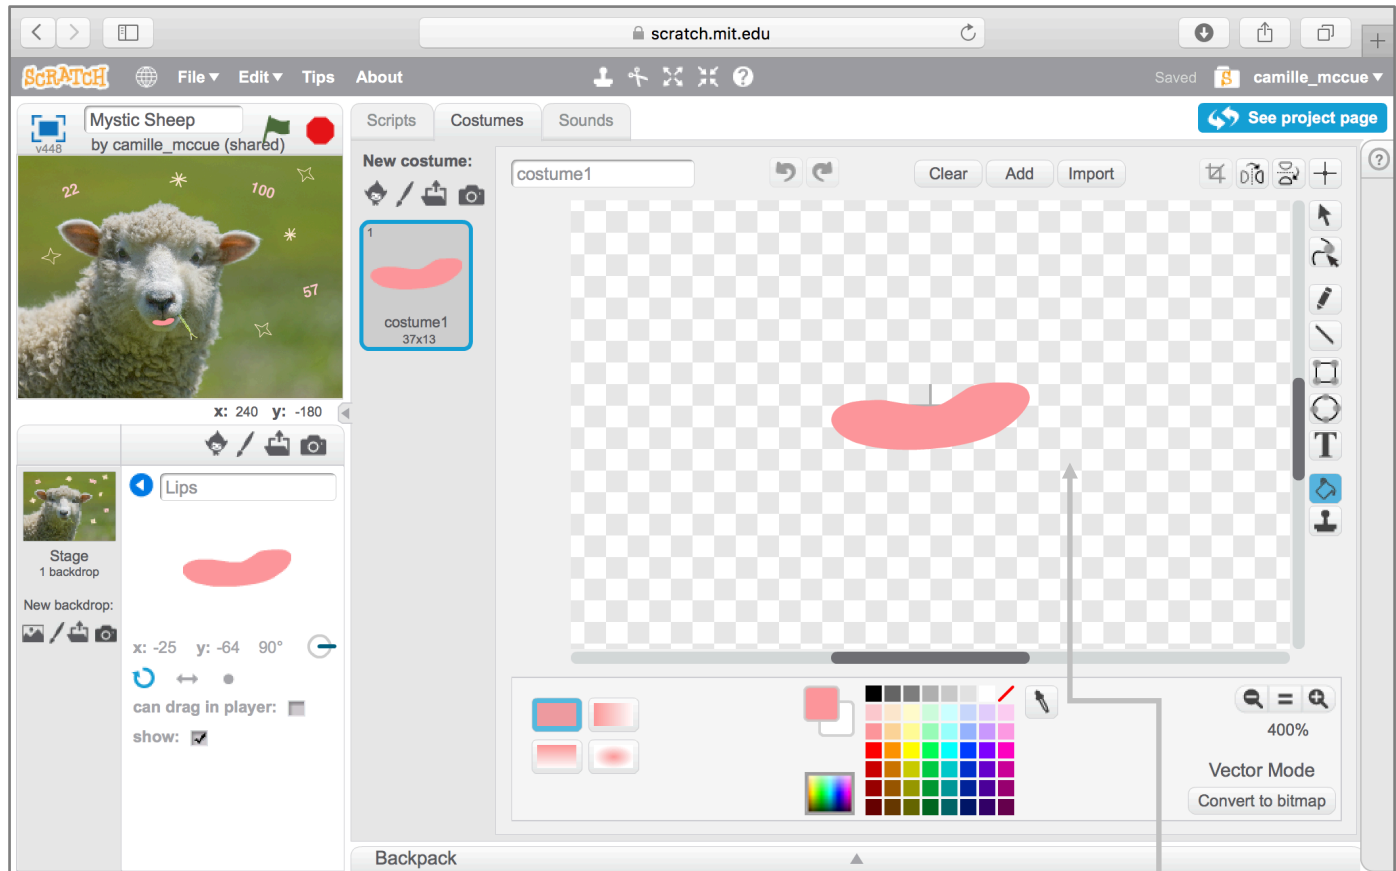 scratch.mit.edu
SCRATCH File Edit Tips About Saved S camille_mccue
Mystic Sheep
v448 by camille_mccue (shared)
22 100 57
x: 240 y: -180
Lips
Stage
1 backdrop
New backdrop:
x: -25 y: -64 90°
can drag in player:
show:
Scripts Costumes Sounds
See project page
New costume:
1
costume1
37x13
costume1
Clear Add Import
T
400%
Vector Mode
Convert to bitmap
Backpack
?